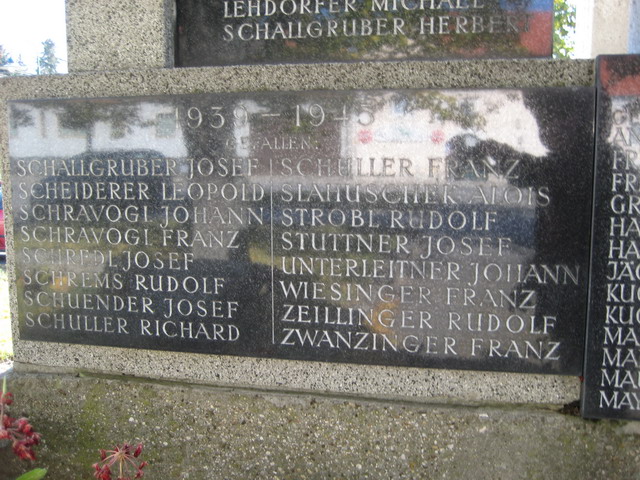 LEHDORFER MICHAEL
SCHALLGRUBER
1939 - 1945
GEFALLEN:
SCHALLGRUBER JOSEF
SCHEIDERER LEOPOLD
SCHRAVOGL JOHANN
SCHRAVOGL FRANZ
SCHREDL JOSEF
SCHREMS RUDOLF
SCHUENDER JOSEF
SCHULLER RICHARD
SCHULLER FRANZ
SLAHUSCHEK ALOIS
STROBL RUDOLF
STUTTNER JOSEF
UNTERLEITNER JOHANN
WIESINGER FRANZ
ZEILLINGER RUDOLF
ZWANZINGER FRANZ